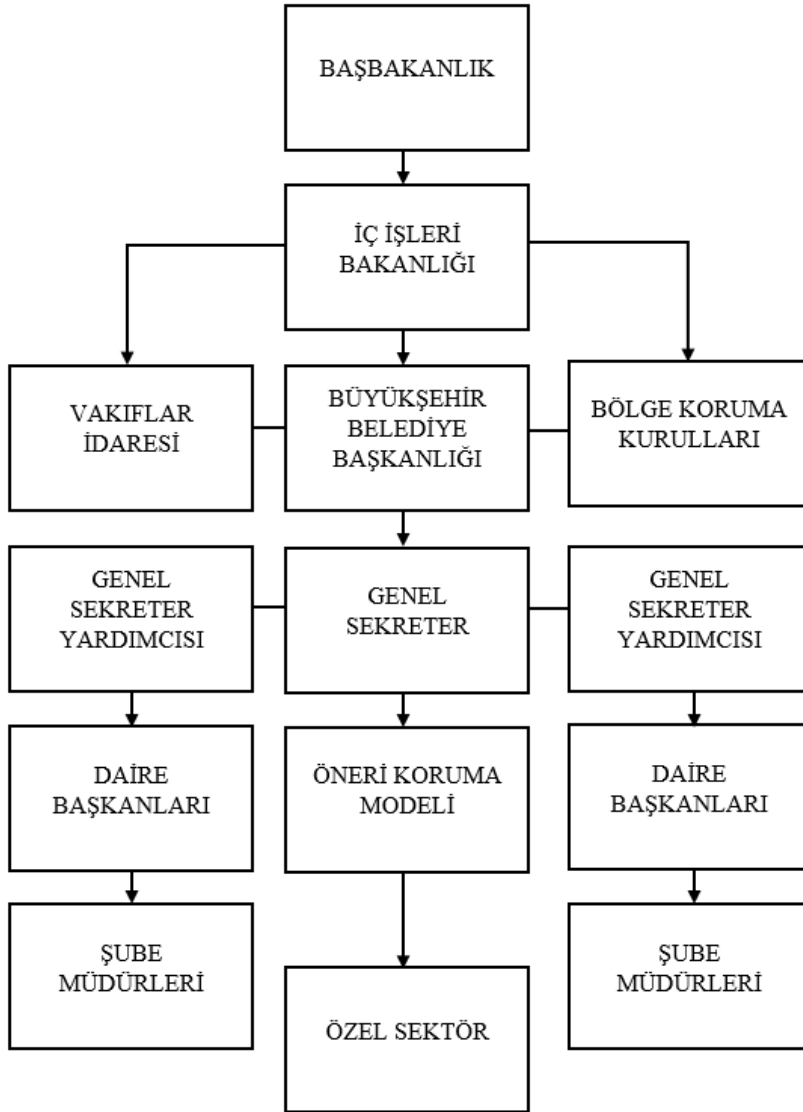 BAŞBAKANLIK
İÇ İŞLERİ
BAKANLIĞI
VAKIFLAR
İDARESİ
BÜYÜKŞEHİR
BELEDİYE
BAŞKANLIĞI
BÖLGE KORUMA
KURULLARI
GENEL
SEKRETER
YARDIMCISI
GENEL
SEKRETER
GENEL
SEKRETER
YARDIMCISI
DAİRE
BAŞKANLARI
ÖNERİ KORUMA
MODELİ
DAİRE
BAŞKANLARI
ŞUBE
MÜDÜRLERİ
ÖZEL SEKTÖR
ŞUBE
MÜDÜRLERİ